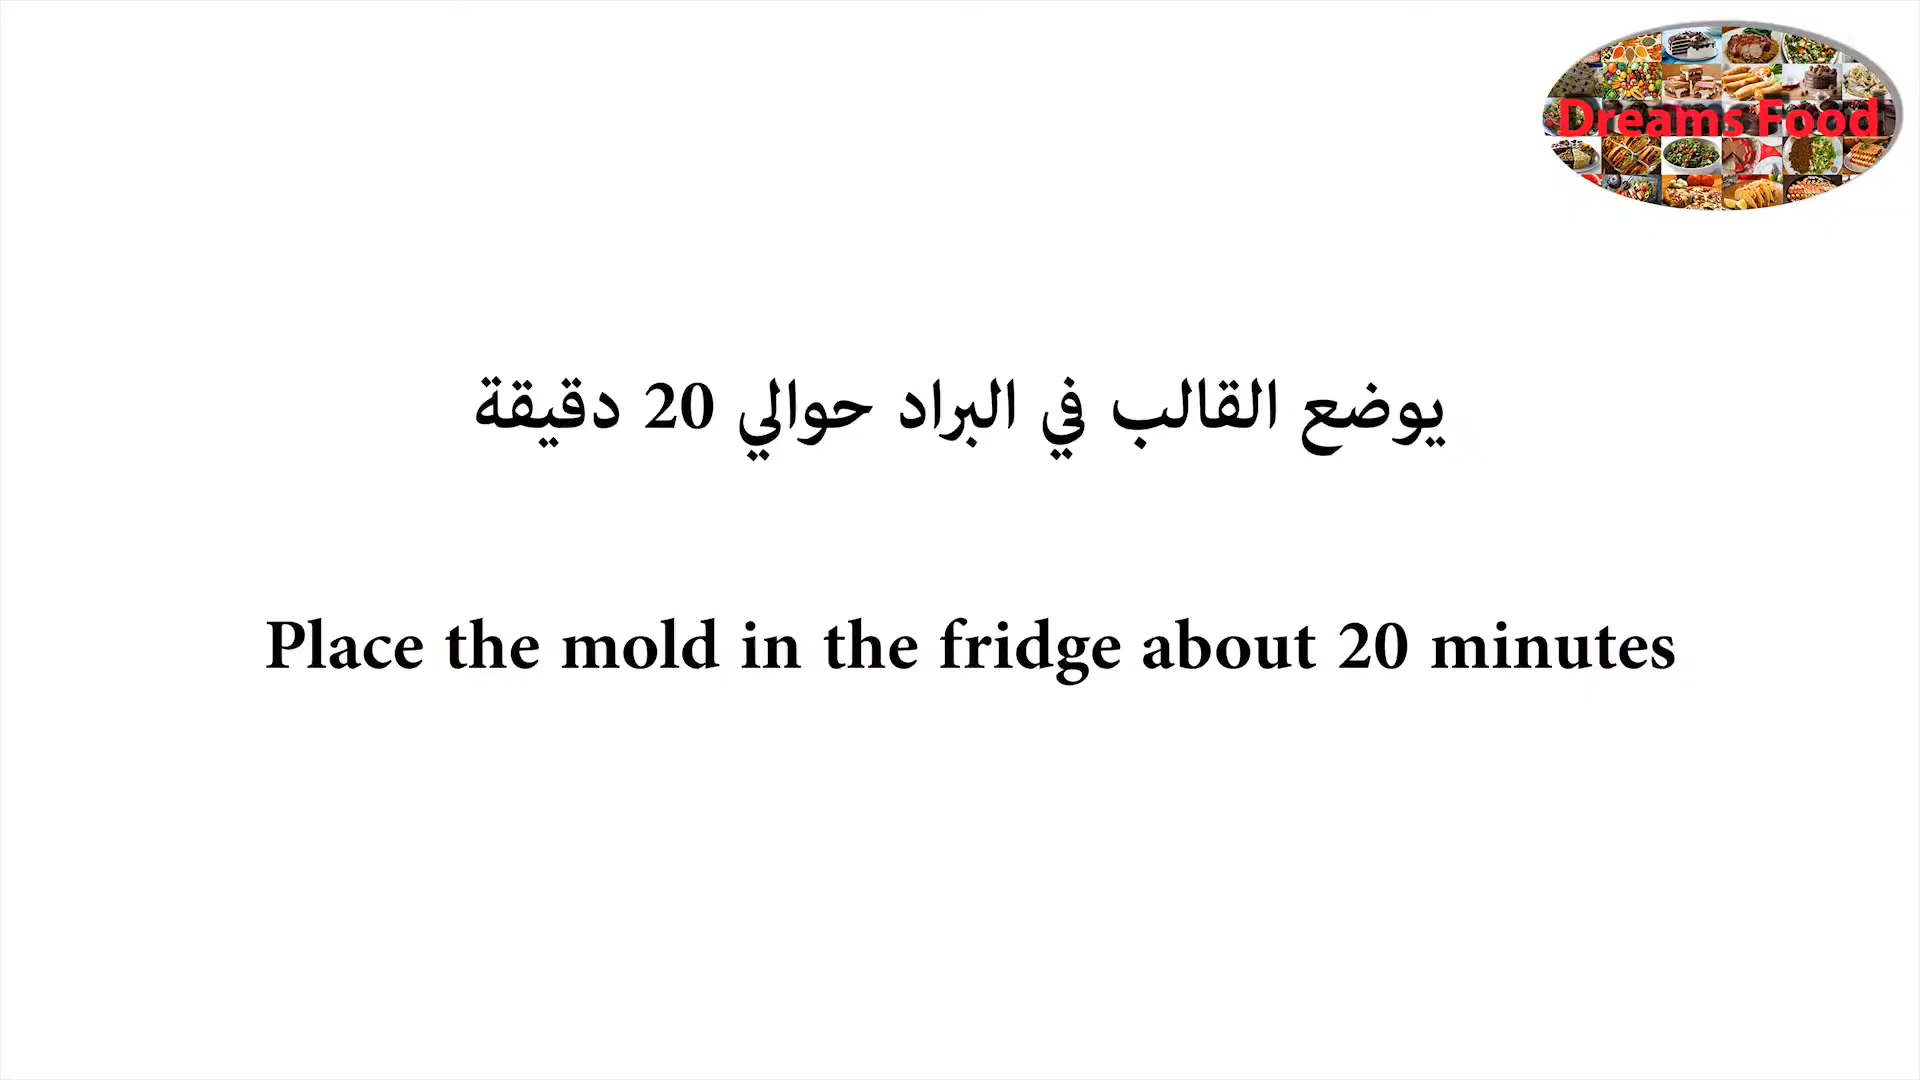 Dreams Food
يوضع القالب في البراد حوالي 20 دقيقة
Place the mold in the fridge about 20 minutes